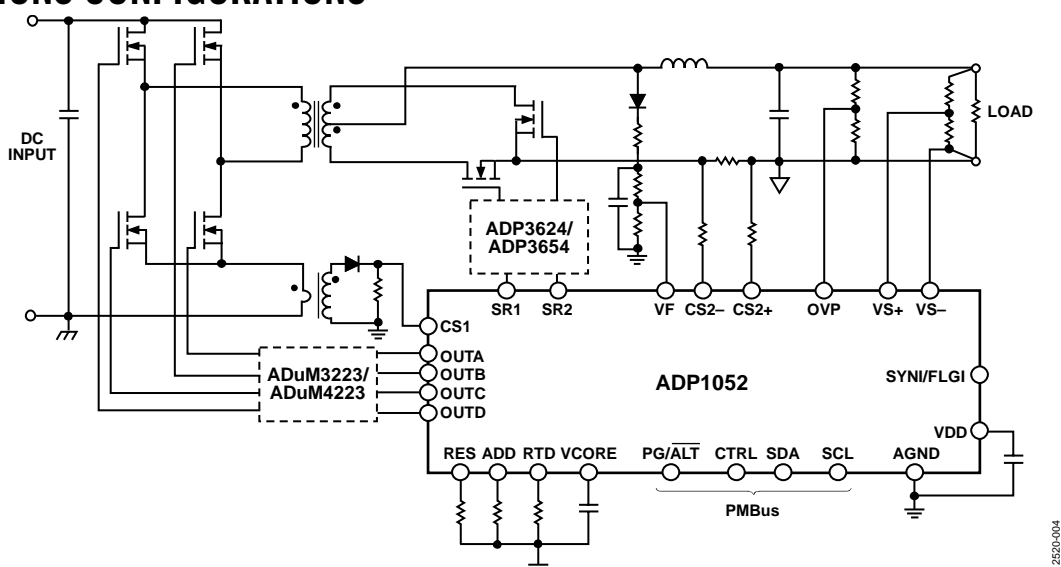 DC
INPUT
LOAD
ADP3624/
ADP3654
SR1 SR2 VF CS2– CS2+ OVP VS+ VS–
CS1
OUTA
OUTB
OUTC
OUTD
ADuM3223/
ADuM4223
ADP1052
SYNI/FLGI
VDD
RES ADD RTD VCORE PG/ALT CTRL SDA SCL AGND
PMBus
2520-004